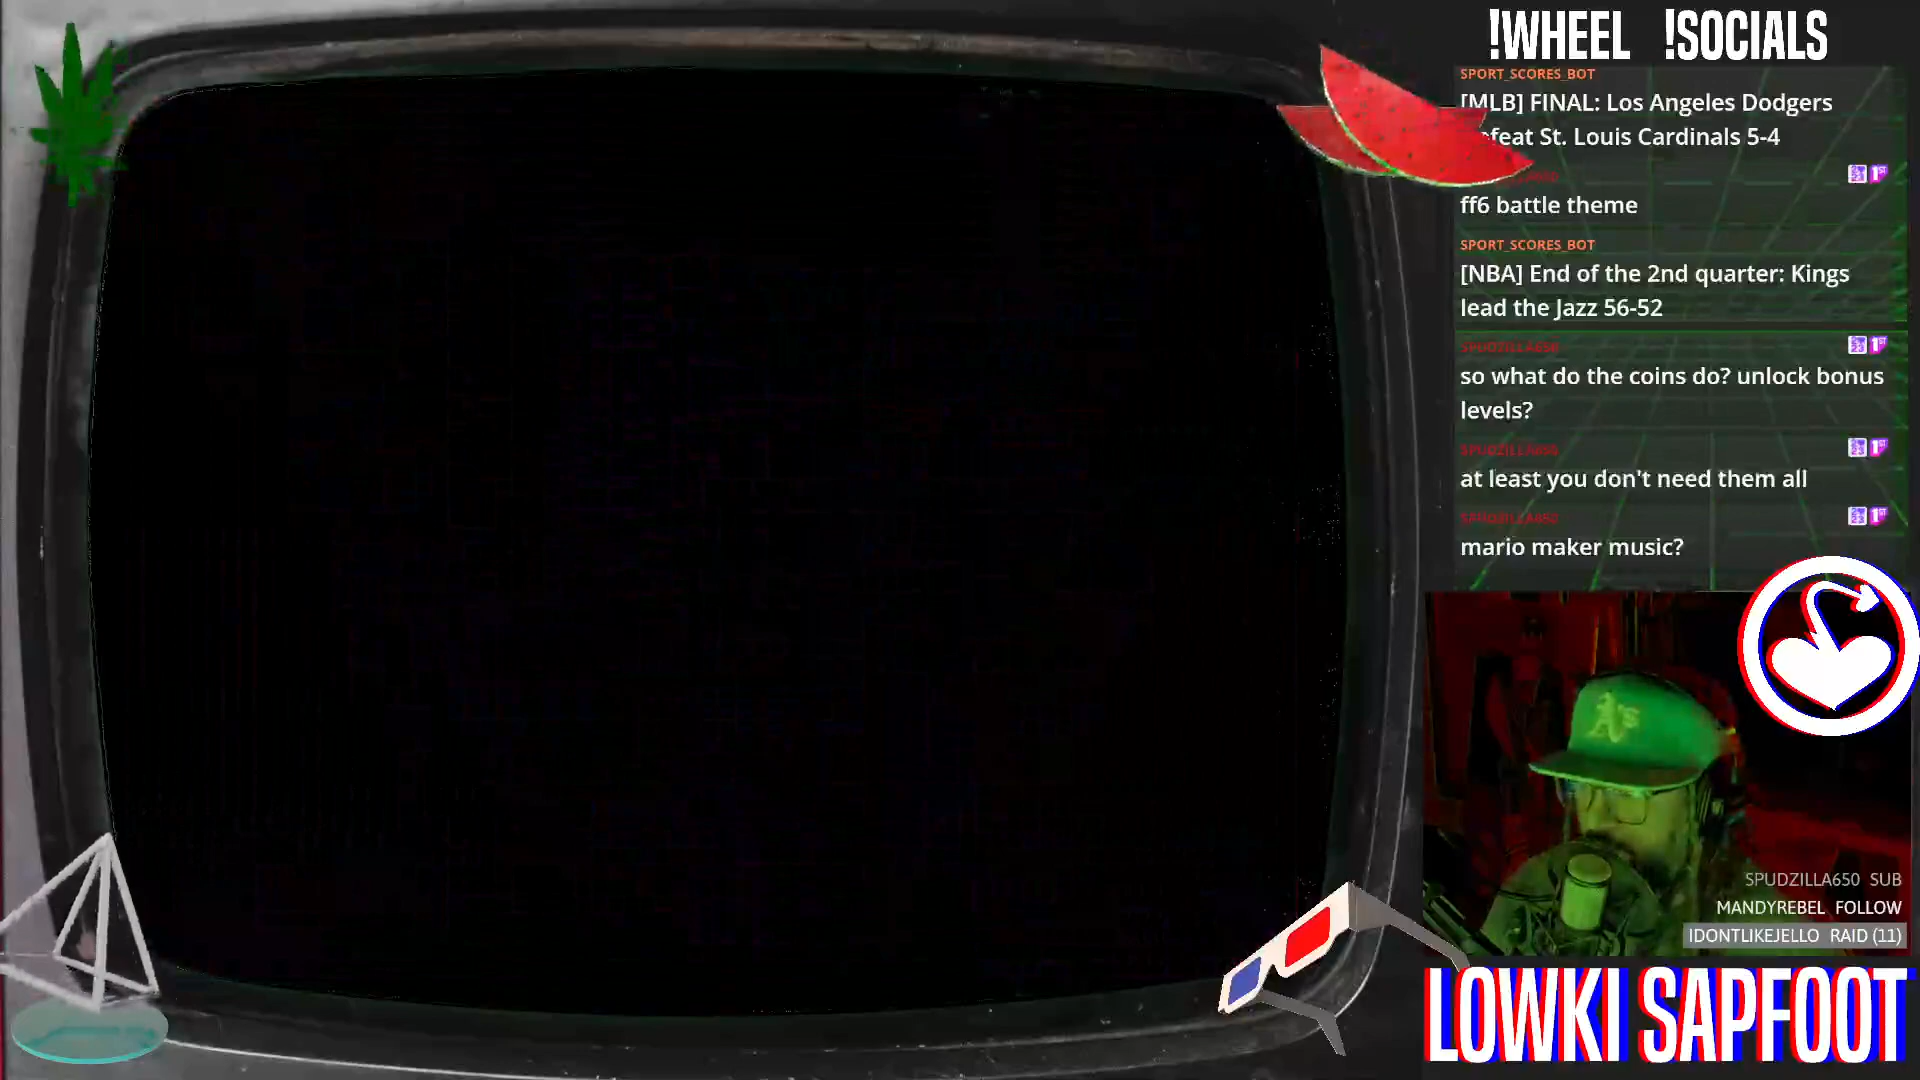 !WHEEL !SOCIALS
SPORT_SCORES_BOT
[MLB] FINAL: Los Angeles Dodgers
St. Louis Cardinals 5-4
ff6 battle theme
SPORT_SCORES_BOT
[NBA] End of the 2nd quarter: Kings
lead the Jazz 56-52
SPUDZILLA650
so what do the coins do? unlock bonus
levels?
SPUDZILLA650
at least you don't need them all
SPUDZILLA650
mario maker music?
A's
SPUDZILLA650 SUB
MANDYREBEL FOLLOW
IDONTLIKEJELLO RAID (11)
LOWKI SAPFOOT